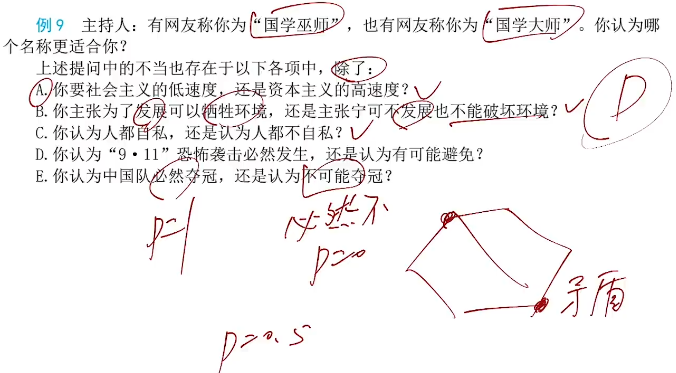 例 9 主持人：有网友称你为“国学巫师”，也有网友称你为“国学大师”。你认为哪
个名称更适合你？
上述提问中的不当也存在于以下各项中，除了：
A. 你要社会主义的低速度，还是资本主义的高速度？
B. 你主张为了发展可以牺牲环境，还是主张宁可不发展也不能破坏环境？
C. 你认为人都自私，还是认为人都不自私？
D. 你认为“9·11”恐怖袭击必然发生，还是认为有可能避免？
E. 你认为中国队必然夺冠，还是认为不可能夺冠？
D
P=1
必然不
P=0
矛盾
P=0.5